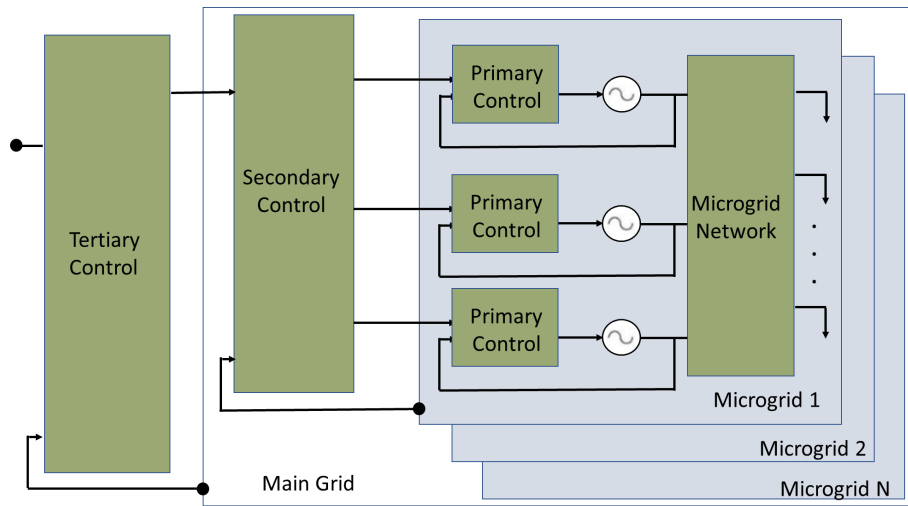 Tertiary
Control
Secondary
Control
Primary
Control
Primary
Control
Primary
Control
Microgrid
Network
Microgrid 1
Microgrid 2
Microgrid N
Main Grid